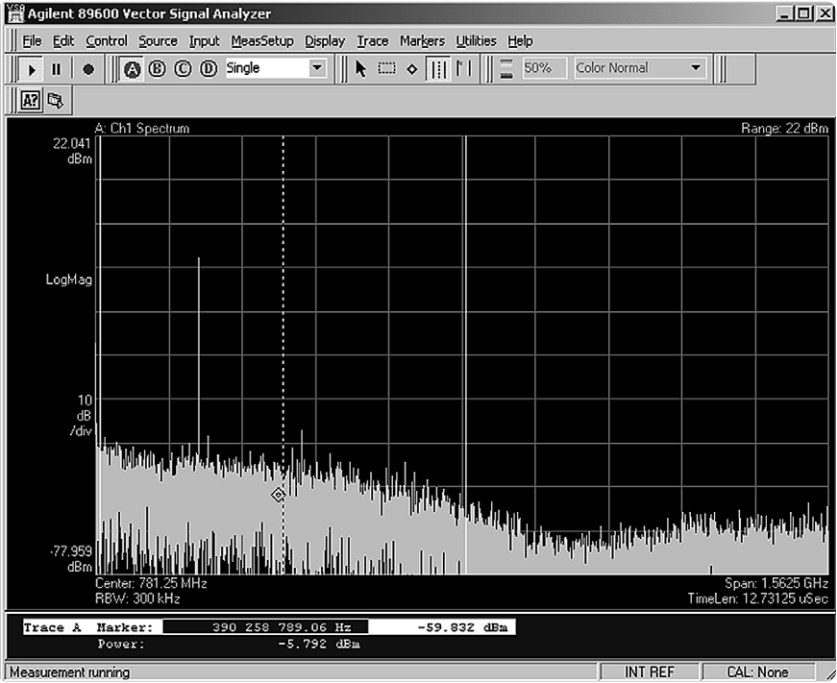 VSA
Agilent 89600 Vector Signal Analyzer
File Edit Control Source Input MeasSetup Display Trace Markers Utilities Help
A B C D Single 50% Color Normal
A?
A: Ch1 Spectrum Range: 22 dBm
22.041
dBm
LogMag
10
dB
/div
-77.959
dBm
Center: 781.25 MHz Span: 1.5625 GHz
RBW: 300 kHz TimeLen: 12.73125 uSec
Trace A Marker: 390 258 789.06 Hz -59.832 dBm
Power: -5.792 dBm
Measurement running INT REF CAL: None